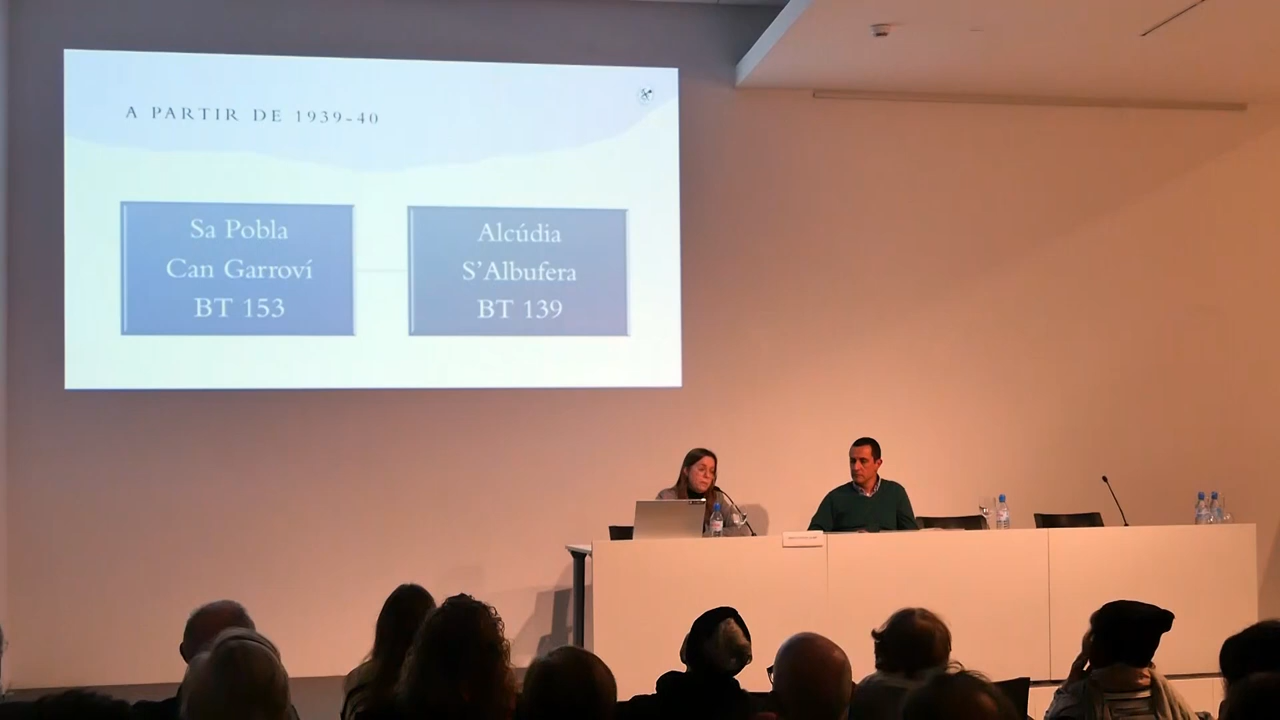 A PARTIR DE 1939-40
Sa Pobla
Can Garroví
BT 153
Alcúdia
S'Albufera
BT 139